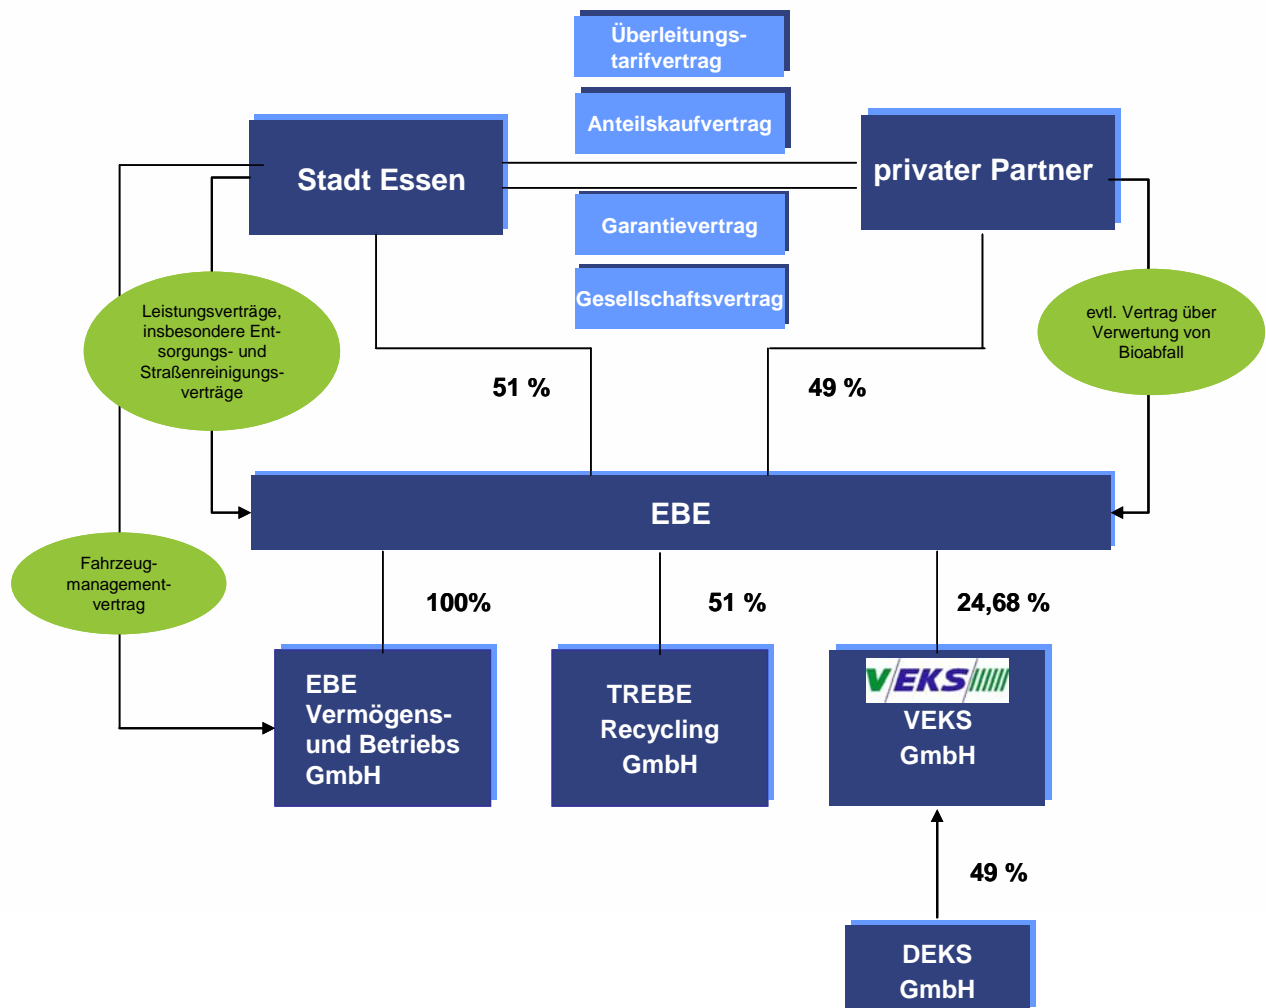 Überleitungs-
tarifvertrag
Anteilskaufvertrag
Stadt Essen
privater Partner
Garantievertrag
Gesellschaftsvertrag
Leistungsverträge,
insbesondere Ent-
sorgungs- und
Straßenreinigungs-
verträge
evtl. Vertrag über
Verwertung von
Bioabfall
51 %
49 %
EBE
Fahrzeug-
management-
vertrag
100%
51 %
24,68 %
EBE
Vermögens-
und Betriebs
GmbH
TREBE
Recycling
GmbH
V/EKS
VEKS
GmbH
49 %
DEKS
GmbH